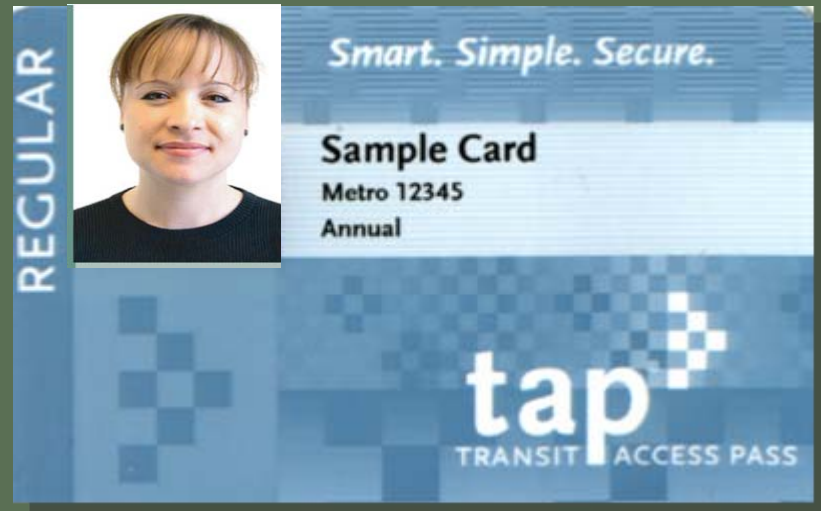 REGULAR
Smart. Simple. Secure.
Sample Card
Metro 12345
Annual
tap
TRANSIT ACCESS PASS